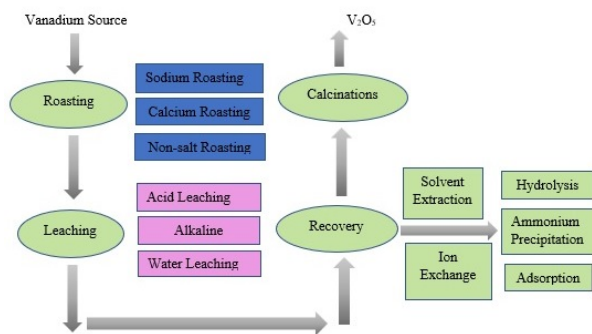 Vanadium Source
V₂O₅
Roasting
Sodium Roasting
Calcium Roasting
Non-salt Roasting
Calcinations
Leaching
Acid Leaching
Alkaline
Water Leaching
Recovery
Solvent
Extraction
Ion
Exchange
Hydrolysis
Ammonium
Precipitation
Adsorption